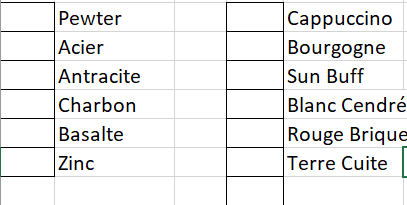 Pewter
Acier
Antracite
Charbon
Basalte
Zinc
Cappuccino
Bourgogne
Sun Buff
Blanc Cendré
Rouge Brique
Terre Cuite